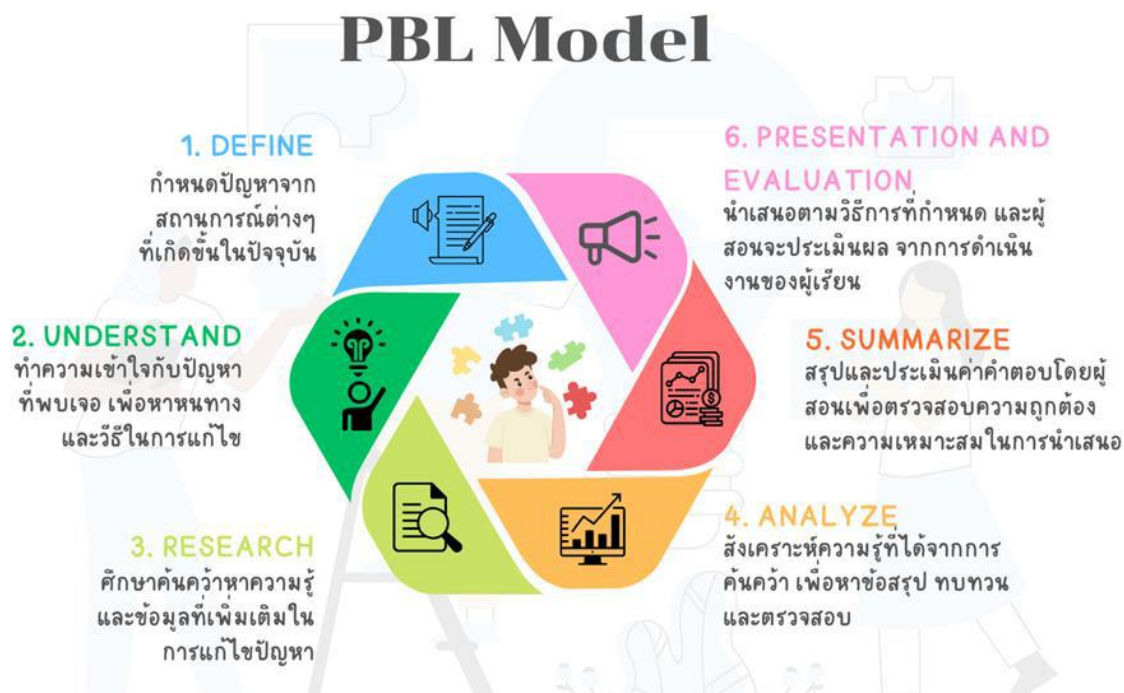 PBL Model
1. DEFINE
กำหนดปัญหาจาก
สถานการณ์ต่างๆ
ที่เกิดขึ้นในปัจจุบัน
2. UNDERSTAND
ทำความเข้าใจกับปัญหา
ที่พบเจอ เพื่อหาหนทาง
และวีธีในการแก้ไข
3. RESEARCH
ศึกษาค้นคว้าหาความรู้
และข้อมูลที่เพิ่มเติมใน
การแก้ไขปัญหา
4. ANALYZE
สังเคราะห์ความรู้ที่ได้จากการ
ค้นคว้า เพื่อหาข้อสรุป ทบทวน
และตรวจสอบ
5. SUMMARIZE
สรุปและประเมินค่าคำตอบโดยผู้
สอนเพื่อตรวจสอบความถูกต้อง
และความเหมาะสมในการนำเสนอ
6. PRESENTATION AND
EVALUATION
นำเสนอตามวิธีการที่กำหนด และผู้
สอนจะประเมินผล จากการดำเนิน
งานของผู้เรียน